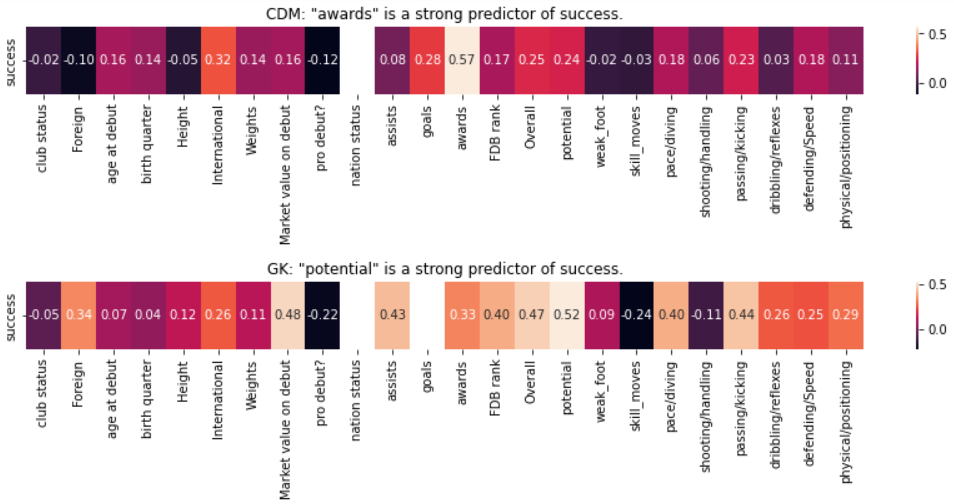 CDM: "awards" is a strong predictor of success.
success
-0.02 -0.10 0.16 0.14 -0.05 0.32 0.14 0.16 -0.12 0.08 0.28 0.57 0.17 0.25 0.24 -0.02 -0.03 0.18 0.06 0.23 0.03 0.18 0.11
0.5
0.0
club status
Foreign
age at debut
birth quarter
Height
International
Weights
Market value on debut
pro debut?
nation status
assists
goals
awards
FDB rank
Overall
potential
weak_foot
skill_moves
pace/diving
shooting/handling
passing/kicking
dribbling/reflexes
defending/Speed
physical/positioning
GK: "potential" is a strong predictor of success.
success
-0.05 0.34 0.07 0.04 0.12 0.26 0.11 0.48 -0.22 0.43 0.33 0.40 0.47 0.52 0.09 -0.24 0.40 -0.11 0.44 0.26 0.25 0.29
0.5
0.0
club status
Foreign
age at debut
birth quarter
Height
International
Weights
Market value on debut
pro debut?
nation status
assists
goals
awards
FDB rank
Overall
potential
weak_foot
skill_moves
pace/diving
shooting/handling
passing/kicking
dribbling/reflexes
defending/Speed
physical/positioning